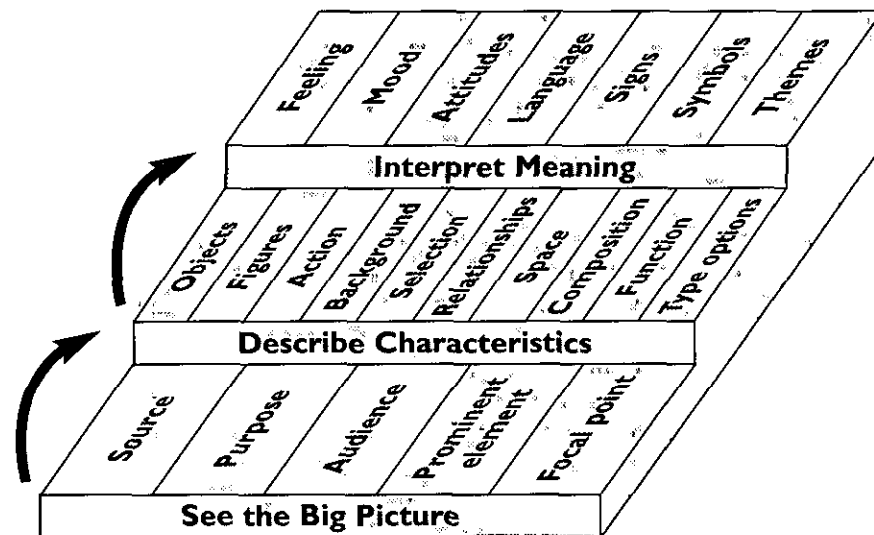 Feeling
Mood
Attitudes
Language
Signs
Symbols
Themes
Interpret Meaning
Objects
Figures
Action
Background
Selection
Relationships
Space
Composition
Function
Type options
Describe Characteristics
Source
Purpose
Audience
Prominent
element
Focal point
See the Big Picture